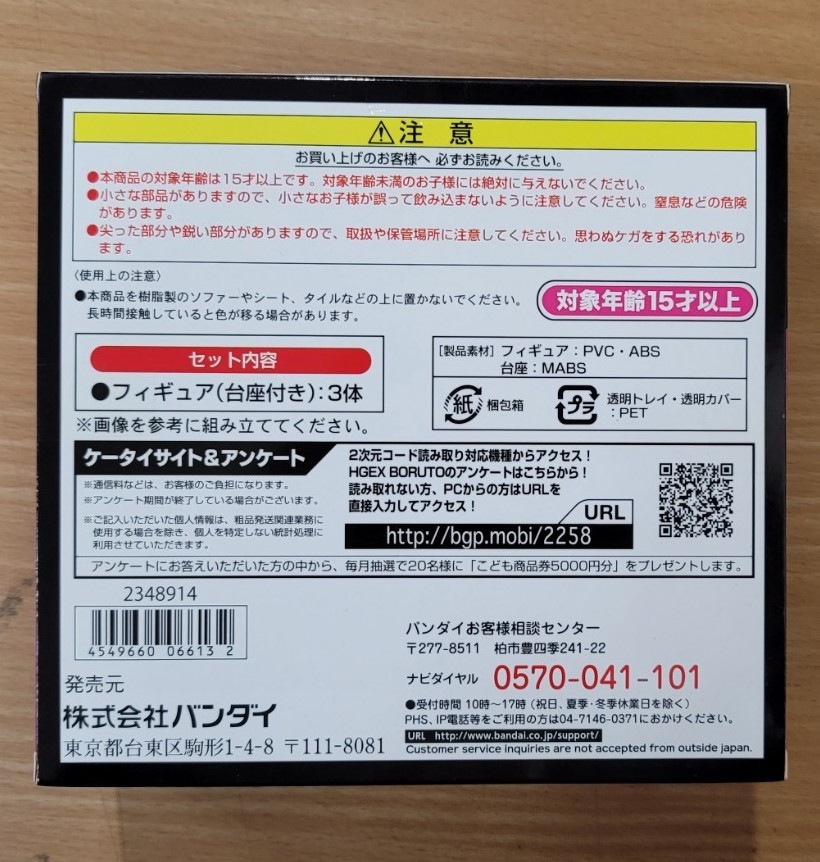 ⚠注 意
お買い上げのお客様へ 必ずお読みください。
●本商品の対象年齢は15才以上です。対象年齢未満のお子様には絶対に与えないでください。
●小さな部品がありますので、小さなお子様が誤って飲み込まないように注意してください。窒息などの危険
があります。
●尖った部分や鋭い部分がありますので、取扱や保管場所に注意してください。思わぬケガをする恐れがあり
ます。
〈使用上の注意〉
●本商品を樹脂製のソファーやシート、タイルなどの上に置かないでください。
長時間接触していると色が移る場合があります。
対象年齢15才以上
セット内容
●フィギュア(台座付き):3体
※画像を参考に組み立ててください。
[製品素材] フィギュア:PVC・ABS
台座:MABS
紙 梱包箱
プラ 透明トレイ・透明カバー
:PET
ケータイサイト&アンケート
※通信料などは、お客様のご負担になります。
※アンケート期間が終了している場合がございます。
※ご記入いただいた個人情報は、粗品発送関連業務に
使用する場合を除き、個人を特定しない統計処理に
利用させていただきます。
2次元コード読み取り対応機種からアクセス!
HGEX BORUTOのアンケートはこちらから!
読み取れない方、PCからの方はURLを
直接入力してアクセス!
URL
http://bgp.mobi/2258
アンケートにお答えいただいた方の中から、毎月抽選で20名様に「こども商品券5000円分」をプレゼントします。
2348914
4549660 06613 2
発売元
株式会社バンダイ
東京都台東区駒形1-4-8 〒111-8081
バンダイお客様相談センター
〒277-8511 柏市豊四季241-22
ナビダイヤル 0570-041-101
●受付時間 10時〜17時(祝日、夏季・冬季休業日を除く)
PHS、IP電話等をご利用の方は04-7146-0371におかけください。
URL http://www.bandai.co.jp/support/
Customer service inquiries are not accepted from outside japan.